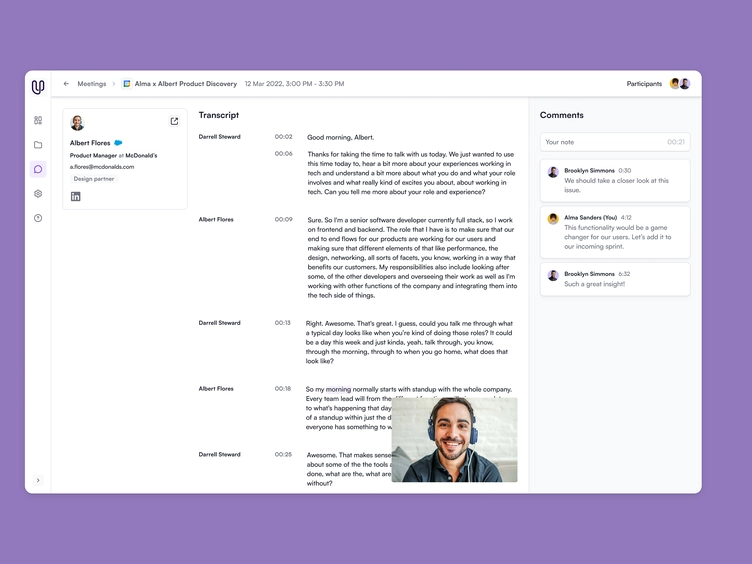 Meetings
Alma x Albert Product Discovery
12 Mar 2022, 3:00 PM - 3:30 PM
Participants
Albert Flores
Product Manager at McDonald's
a.flores@mcdonalds.com
Design partner
Transcript
Darrell Steward 00:02 Good morning, Albert.
00:06 Thanks for taking the time to talk with us today. We just wanted to use
this time today to, hear a bit more about your experiences working in
tech and understand a bit more about what you do and what your role
involves and what really kind of excites you about, about working in
tech. Can you tell me more about your role and experience?
Albert Flores 00:09 Sure. So I'm a senior software developer currently full stack, so I work
on frontend and backend. The role that I have is to make sure that our
end to end flows for our products are working for our users and
making sure that different elements of that like performance, the
design, networking, all sorts of facets, you know, working in a way that
benefits our customers. My responsibilities also include looking after
some, of the other developers and overseeing their work as well as I'm
working with other functions of the company and integrating them into
the tech side of things.
Darrell Steward 00:13 Right. Awesome. That's great. I guess, could you talk me through what
a typical day looks like when you're kind of doing those roles? It could
be a day this week and just kinda, yeah, talk through, you know,
through the morning, through to when you go home, what does that
look like?
Albert Flores 00:18 So my morning normally starts with standup with the whole company.
Every team lead will from the
to what's happening that day
of a standup within just the
everyone has something to
Darrell Steward 00:25 Awesome. That makes sense
about some of the the tools
done, what are the, what are
without?
Comments
Your note 00:21
Brooklyn Simmons 0:30
We should take a closer look at this
issue.
Alma Sanders (You) 4:12
This functionality would be a game
changer for our users. Let's add it to
our incoming sprint.
Brooklyn Simmons 6:32
Such a great insight!